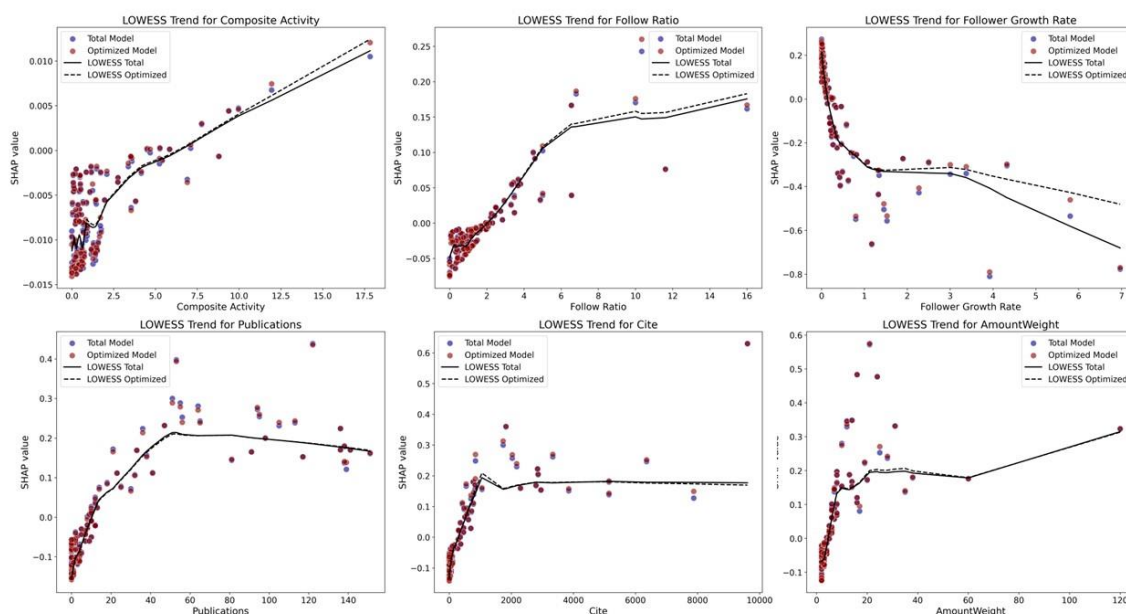 LOWESS Trend for Composite Activity
Total Model
Optimized Model
LOWESS Total
LOWESS Optimized
SHAP value
0.010
0.005
0.000
−0.005
−0.010
−0.015
0.0 2.5 5.0 7.5 10.0 12.5 15.0 17.5
Composite Activity
LOWESS Trend for Follow Ratio
Total Model
Optimized Model
LOWESS Total
LOWESS Optimized
SHAP value
0.25
0.20
0.15
0.10
0.05
0.00
−0.05
0 2 4 6 8 10 12 14 16
Follow Ratio
LOWESS Trend for Follower Growth Rate
Total Model
Optimized Model
LOWESS Total
LOWESS Optimized
SHAP value
0.2
0.0
−0.2
−0.4
−0.6
−0.8
0 1 2 3 4 5 6 7
Follower Growth Rate
LOWESS Trend for Publications
Total Model
Optimized Model
LOWESS Total
LOWESS Optimized
SHAP value
0.4
0.3
0.2
0.1
0.0
−0.1
0 20 40 60 80 100 120 140
Publications
LOWESS Trend for Cite
Total Model
Optimized Model
LOWESS Total
LOWESS Optimized
SHAP value
0.6
0.5
0.4
0.3
0.2
0.1
0.0
−0.1
0 2000 4000 6000 8000 10000
Cite
LOWESS Trend for AmountWeight
Total Model
Optimized Model
LOWESS Total
LOWESS Optimized
0.6
0.5
0.4
0.3
0.2
0.1
0.0
−0.1
0 20 40 60 80 100 120
AmountWeight